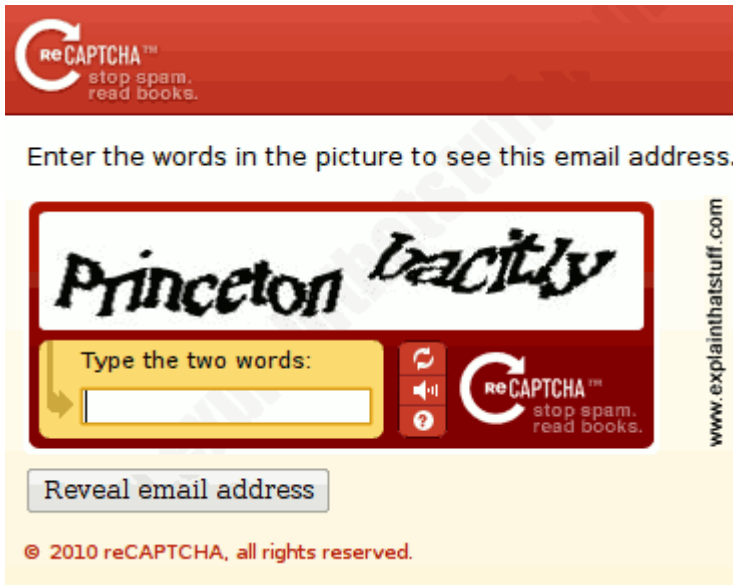 reCAPTCHA™
stop spam.
read books.
Enter the words in the picture to see this email address.
Princeton bacitly
Type the two words:
reCAPTCHA™
stop spam.
read books.
Reveal email address
© 2010 reCAPTCHA, all rights reserved.
www.explainthatstuff.com